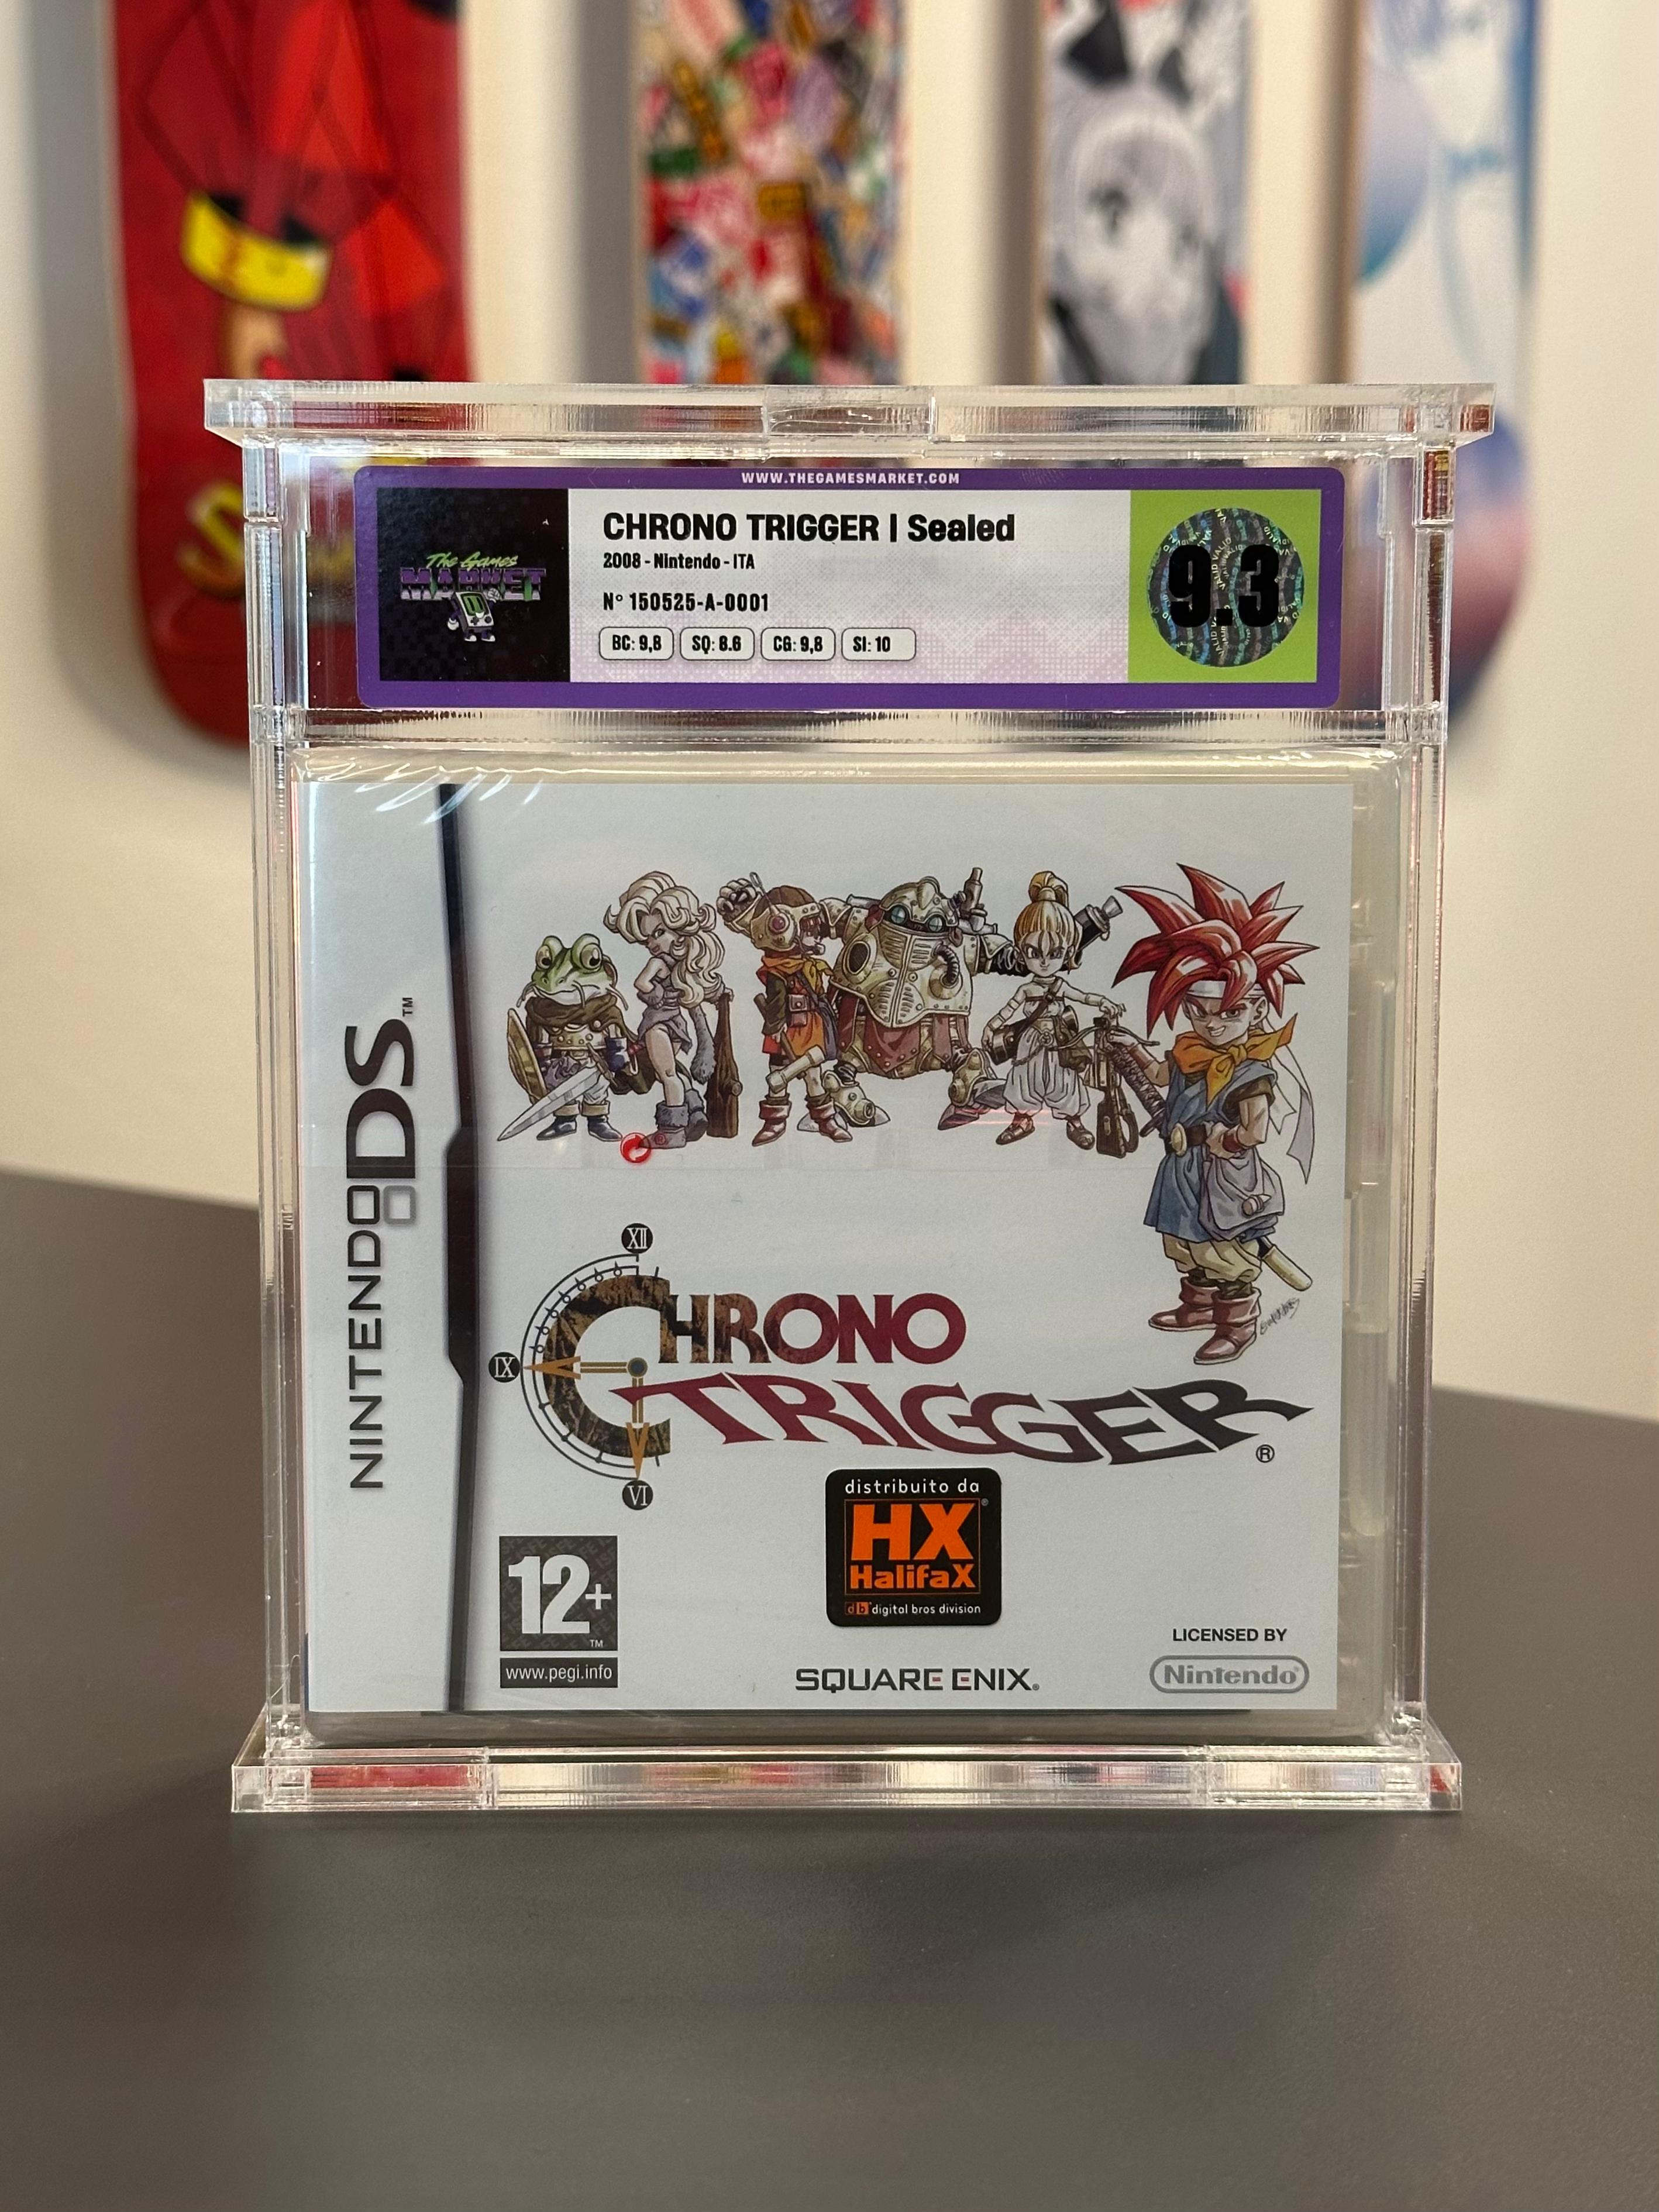 WWW.THEGAMESMARKET.COM
The Games
MARKET
CHRONO TRIGGER | Sealed
2008 - Nintendo - ITA
N° 150525-A-0001
BC: 9,8
SQ: 8.6
CG: 9,8
SI: 10
9.3
NINTENDO DS™
XII
IX
VI
CHRONO
TRIGGER®
distribuito da
HX®
HalifaX
db digital bros division
12+™
www.pegi.info
SQUARE ENIX®
LICENSED BY
Nintendo®